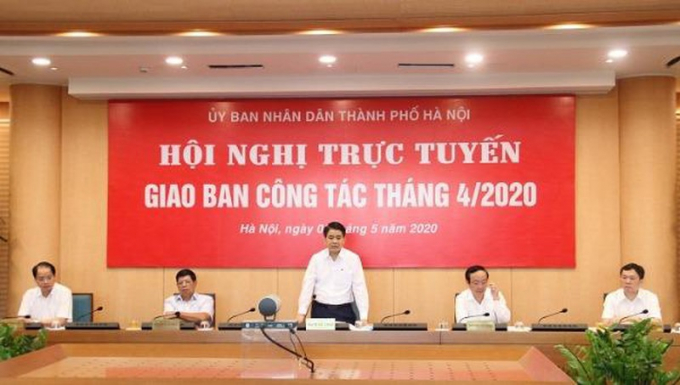 ỦY BAN NHÂN DÂN THÀNH PHỐ HÀ NỘI
HỘI NGHỊ TRỰC TUYẾN
GIAO BAN CÔNG TÁC THÁNG 4/2020
Hà Nội, ngày tháng 5 năm 2020